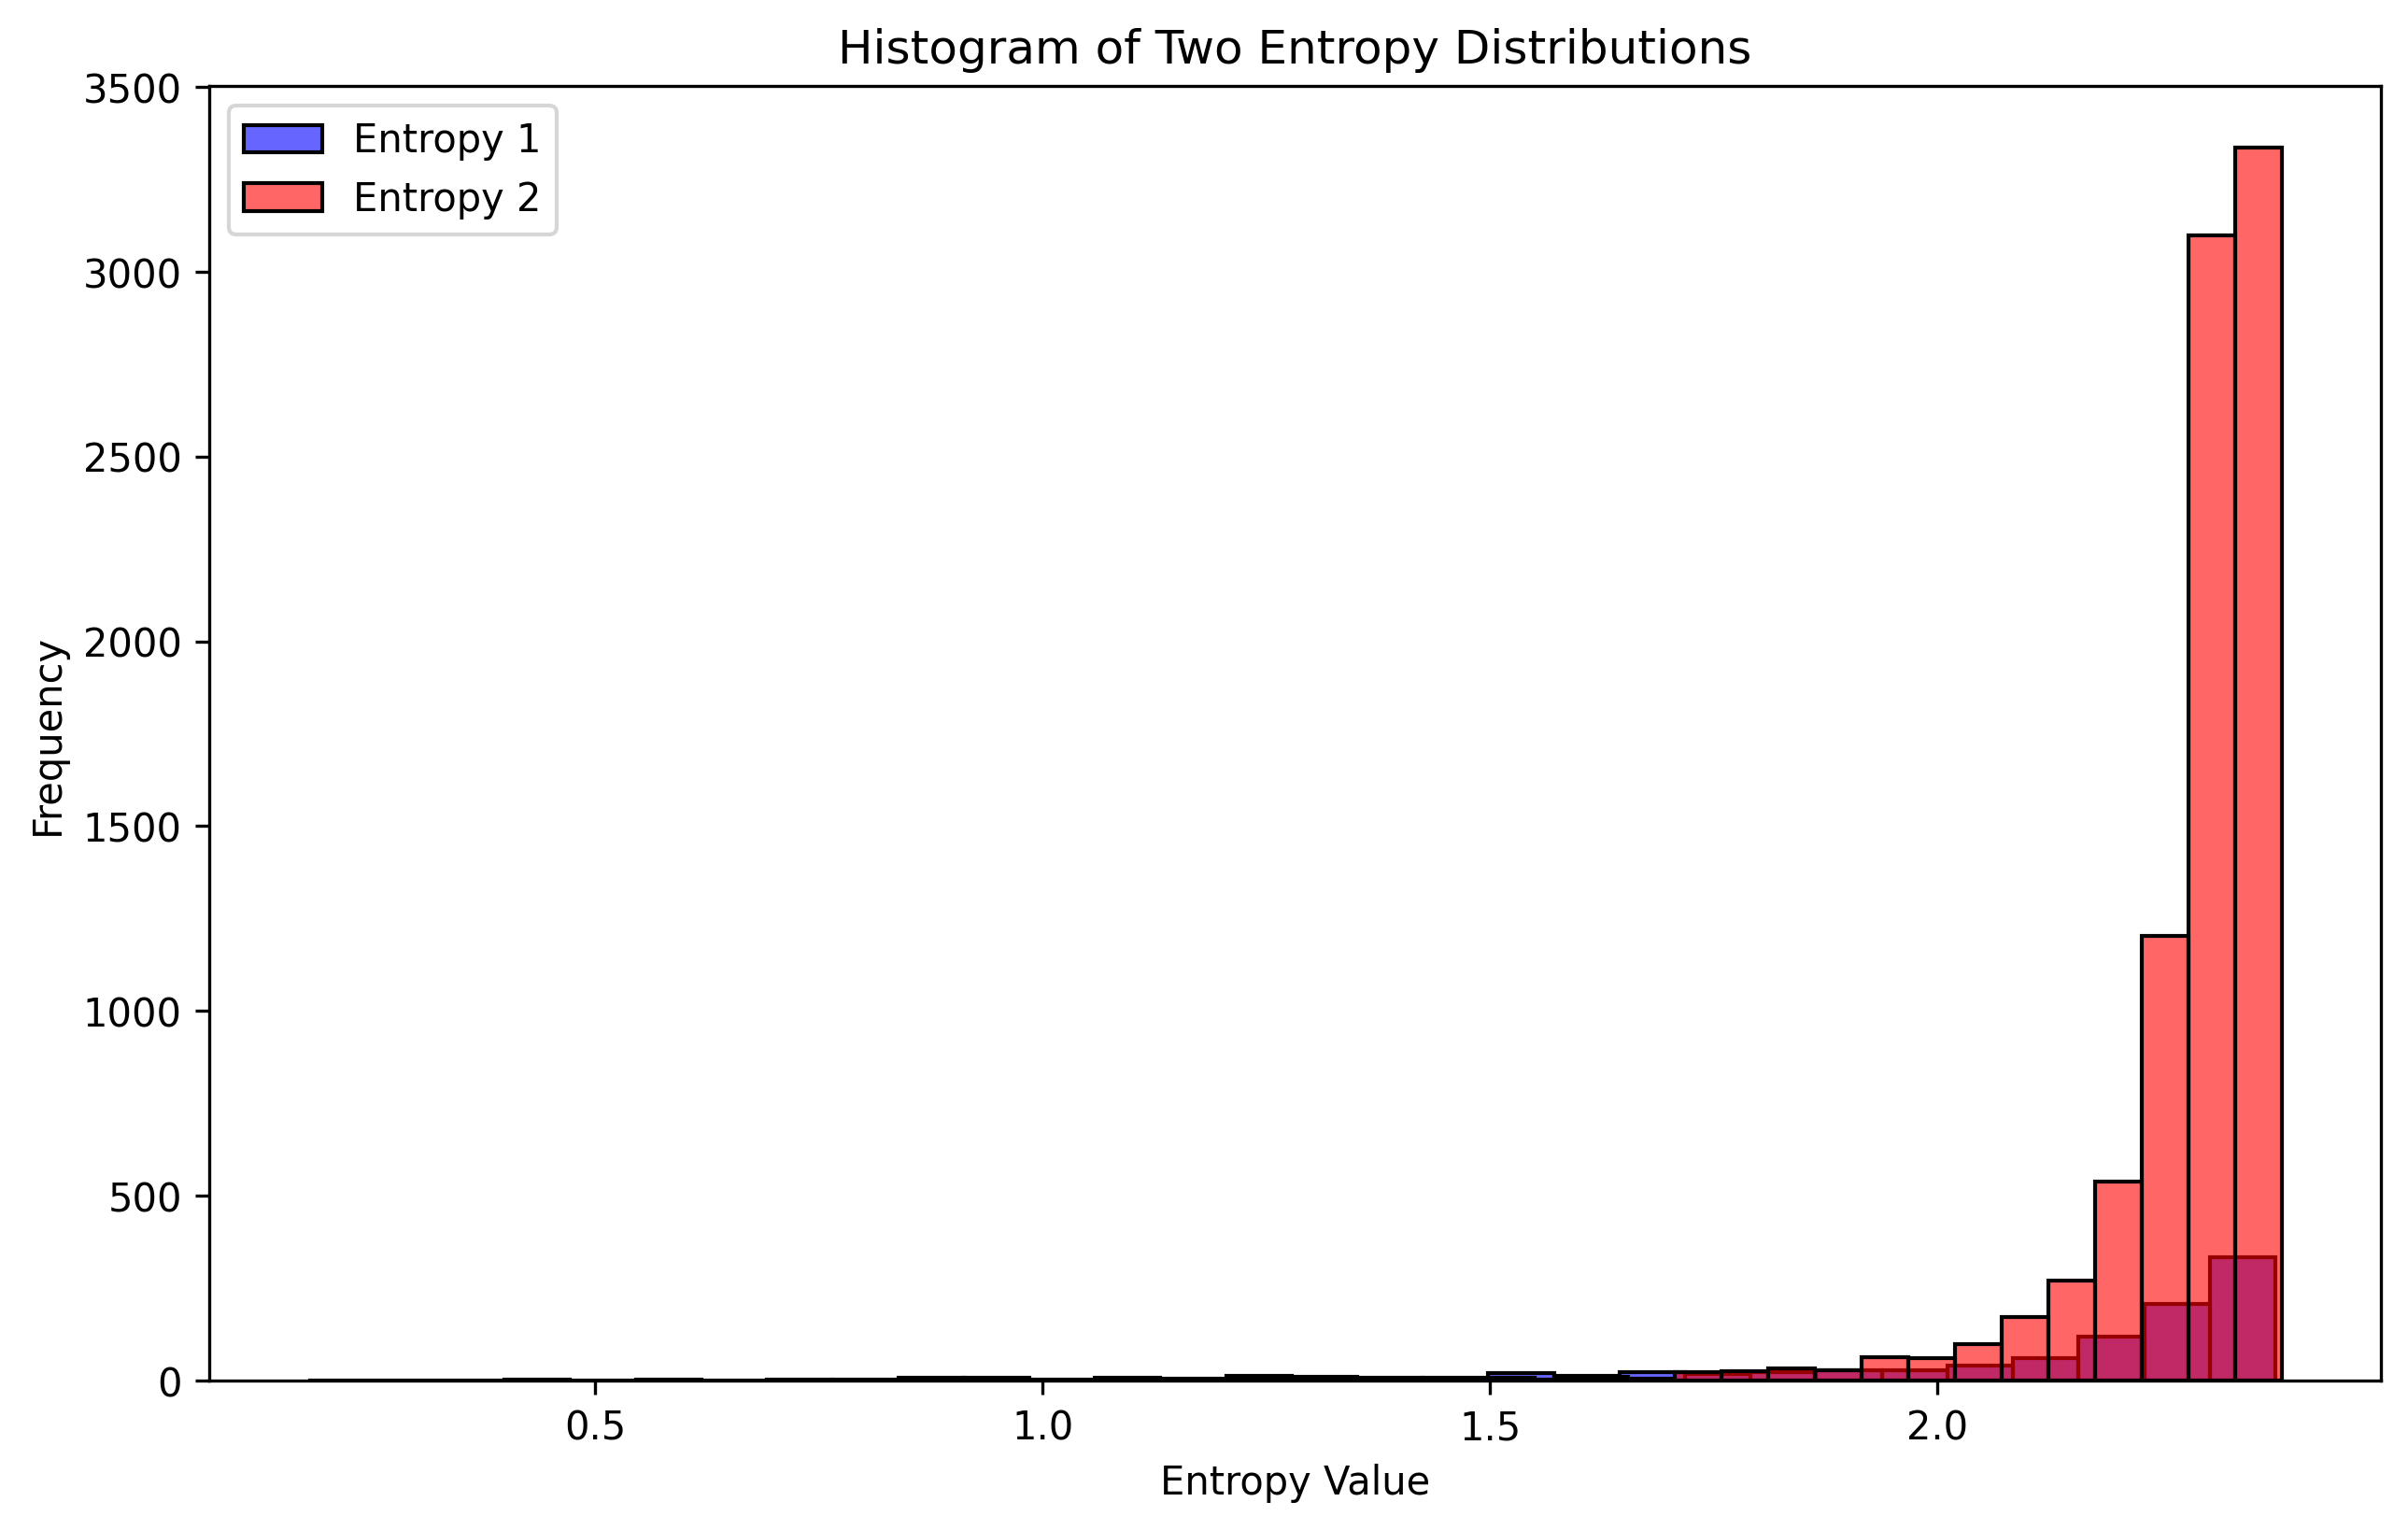 Histogram of Two Entropy Distributions
Entropy 1
Entropy 2
3500
3000
2500
2000
1500
1000
500
0
Frequency
0.5
1.0
1.5
2.0
Entropy Value